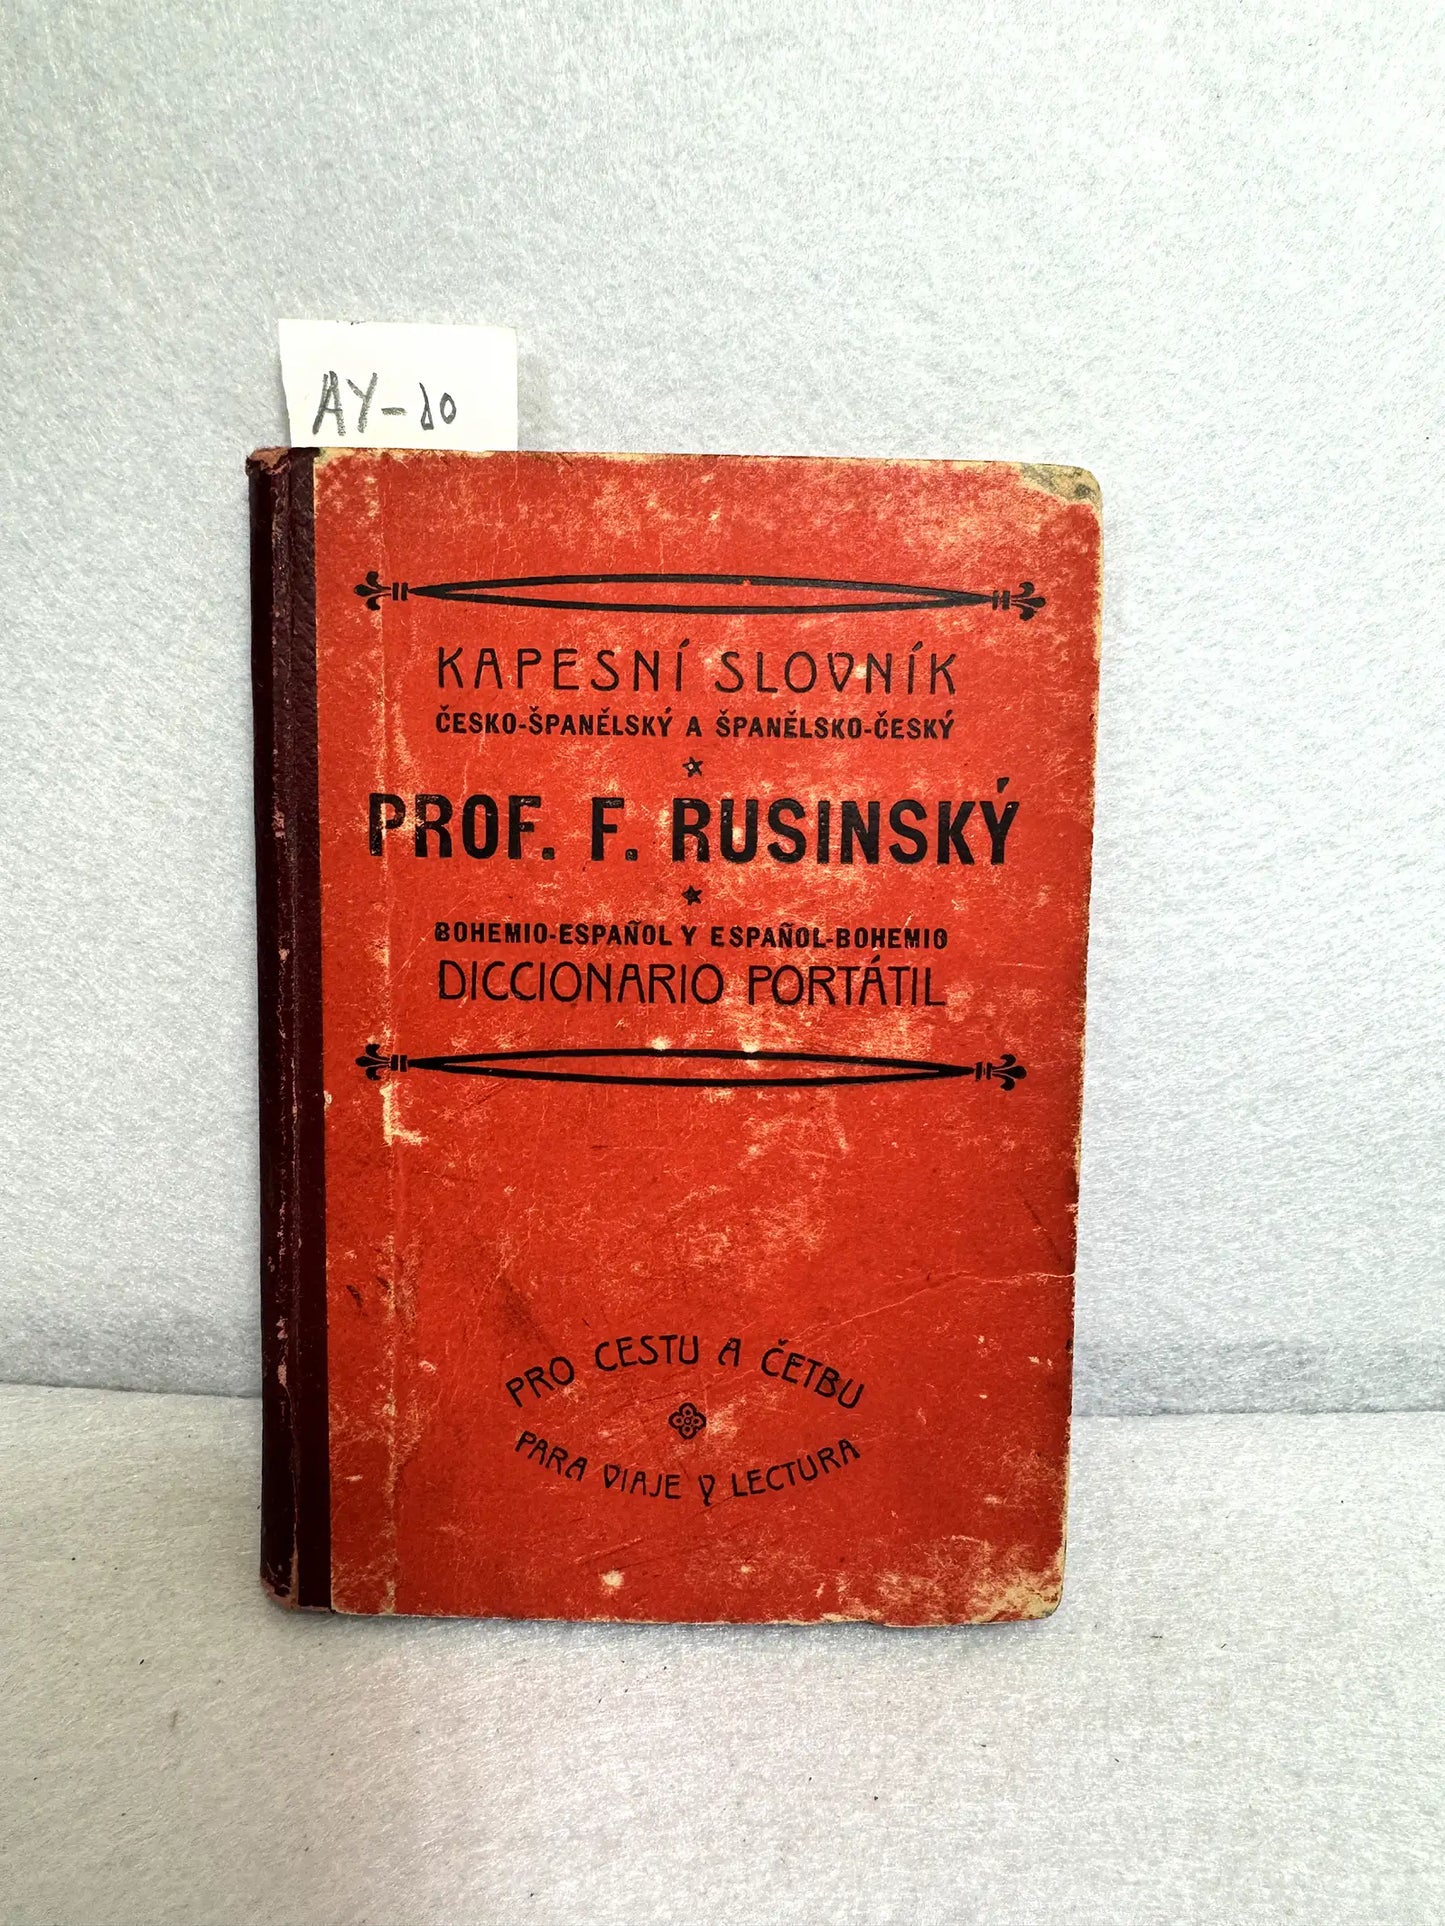 AY-10
KAPESNÍ SLOVNÍK
ČESKO-ŠPANĚLSKÝ A ŠPANĚLSKO-ČESKÝ
PROF. F. RUSINSKÝ
BOHEMIO-ESPAÑOL Y ESPAÑOL-BOHEMIO
DICCIONARIO PORTÁTIL
PRO CESTU A ČETBU
PARA VIAJE Y LECTURA